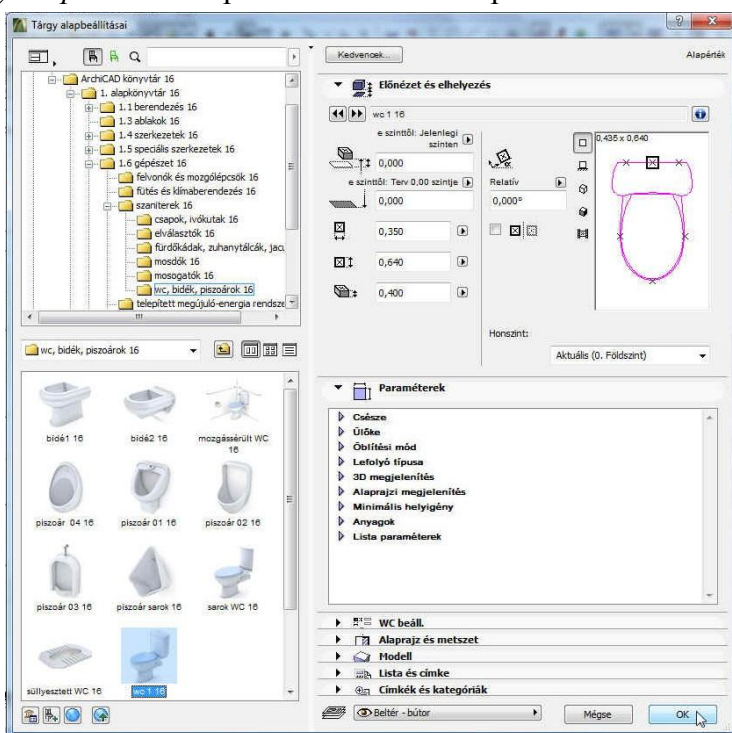 Tárgy alapbeállításai
ArchiCAD könyvtár 16
1. alapkönyvtár 16
1.1 berendezés 16
1.3 ablakok 16
1.4 szerkezetek 16
1.5 speciális szerkezetek 16
1.6 gépészet 16
felvonók és mozgólépcsők 16
fűtés és klímaberendezés 16
szaniterek 16
csapok, ivókutak 16
elválasztók 16
fürdőkádak, zuhanytálcák, jacu
mosdók 16
mosogatók 16
wc, bidék, piszoárok 16
telepített megújuló-energia rendsze
wc, bidék, piszoárok 16
bidé1 16
bidé2 16
mozgássérült WC
16
piszoár 04 16
piszoár 01 16
piszoár 02 16
piszoár 03 16
piszoár sarok 16
sarok WC 16
süllyesztett WC 16
wc 1 16
Kedvencek...
Alapérték
Előnézet és elhelyezés
wc 1 16
e szinttől: Jelenlegi
szinten
0,000
e szinttől: Terv 0,00 szintje
0,000
0,350
0,640
0,400
Relatív
0,000°
0,435 x 0,640
Honszint:
Aktuális (0. Földszint)
Paraméterek
Csésze
Ülőke
Öblítési mód
Lefolyó típusa
3D megjelenítés
Alaprajzi megjelenítés
Minimális helyigény
Anyagok
Lista paraméterek
WC beáll.
Alaprajz és metszet
Modell
Lista és címke
Címkék és kategóriák
Beltér - bútor
Mégse
OK